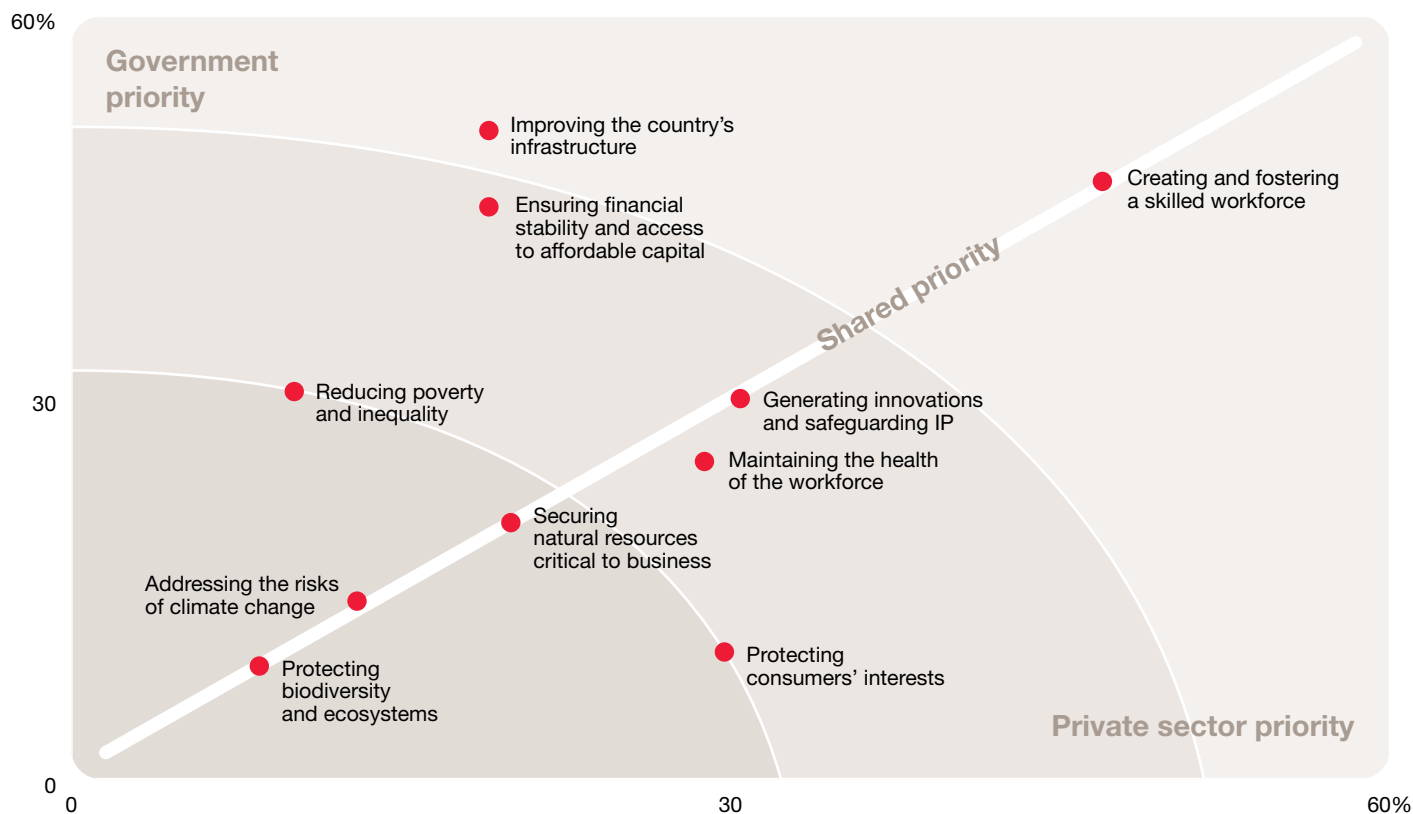 60%
Government
priority
Improving the country’s
infrastructure
Creating and fostering
a skilled workforce
Ensuring financial
stability and access
to affordable capital
Shared priority
30
Reducing poverty
and inequality
Generating innovations
and safeguarding IP
Maintaining the health
of the workforce
Securing
natural resources
critical to business
Addressing the risks
of climate change
Protecting
biodiversity
and ecosystems
Protecting
consumers’ interests
Private sector priority
0
0
30
60%